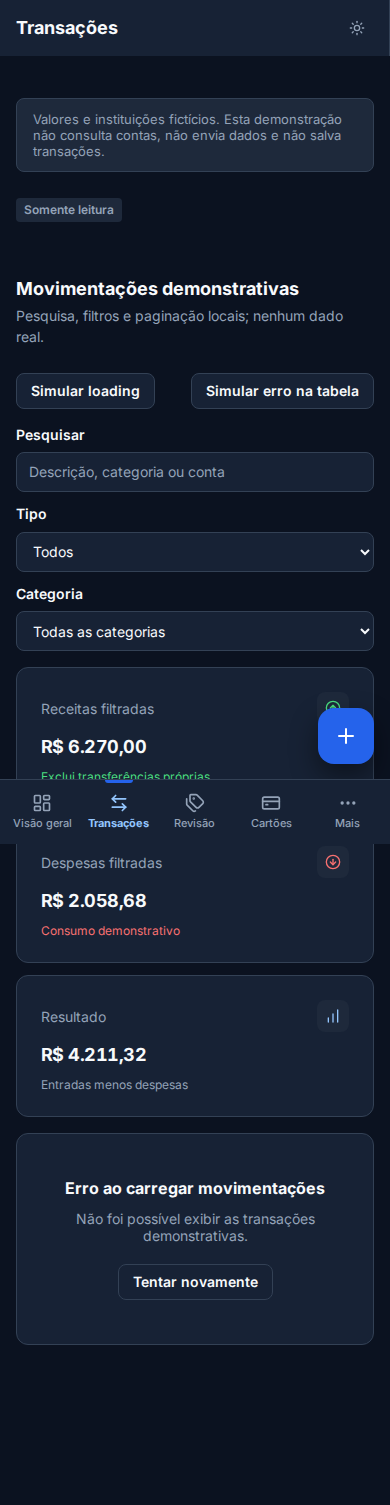 Transações
Valores e instituições fictícios. Esta demonstração
não consulta contas, não envia dados e não salva
transações.
Somente leitura
Movimentações demonstrativas
Pesquisa, filtros e paginação locais; nenhum dado
real.
Simular loading
Simular erro na tabela
Pesquisar
Descrição, categoria ou conta
Tipo
Todos
Categoria
Todas as categorias
Receitas filtradas
R$ 6.270,00
Exclui transferências próprias
Visão geral
Transações
Revisão
Cartões
Mais
Despesas filtradas
R$ 2.058,68
Consumo demonstrativo
Resultado
R$ 4.211,32
Entradas menos despesas
Erro ao carregar movimentações
Não foi possível exibir as transações
demonstrativas.
Tentar novamente